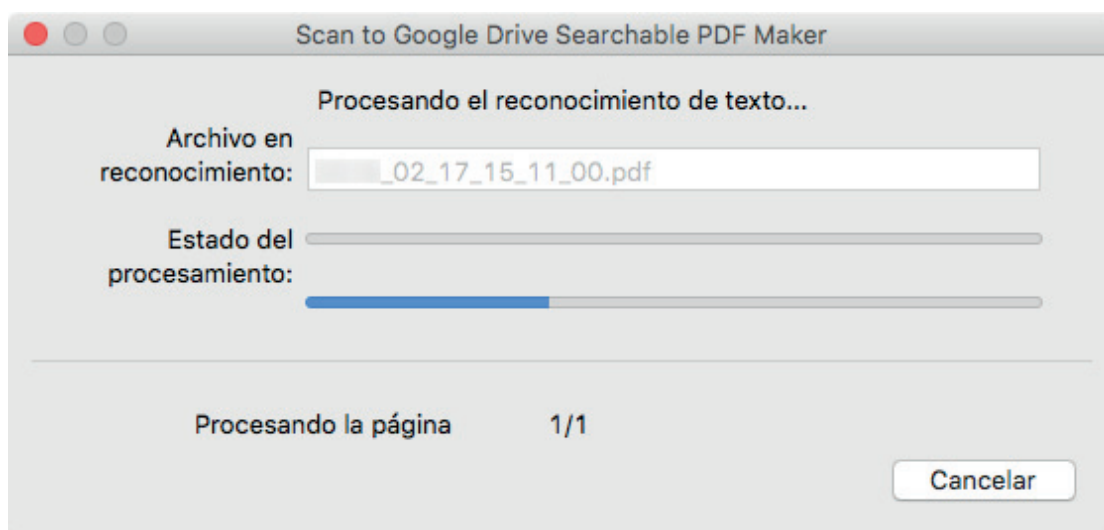 Scan to Google Drive Searchable PDF Maker
Procesando el reconocimiento de texto...
Archivo en
reconocimiento:
_02_17_15_11_00.pdf
Estado del
procesamiento:
Procesando la página 1/1
Cancelar